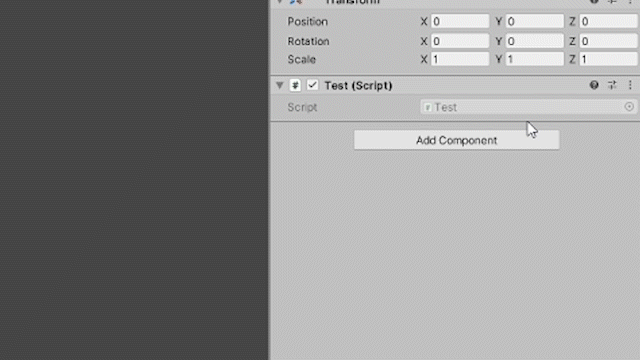 Transform
Position X 0 Y 0 Z 0
Rotation X 0 Y 0 Z 0
Scale X 1 Y 1 Z 1
# Test (Script)
Script # Test
Add Component